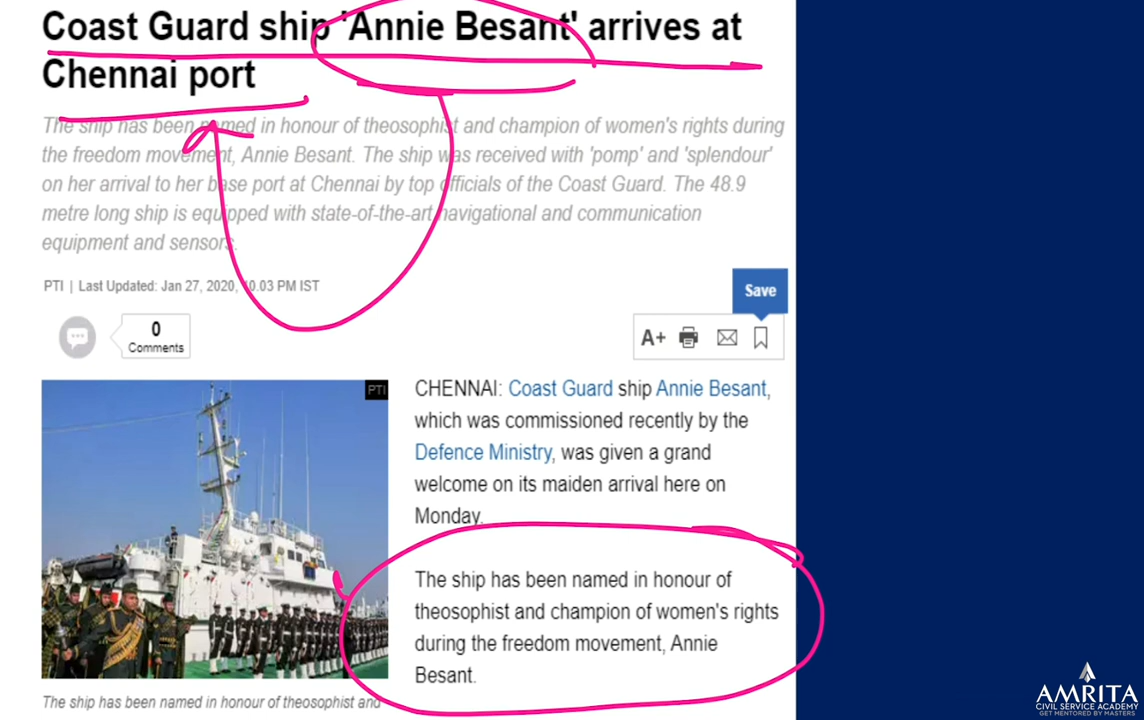 Coast Guard ship 'Annie Besant' arrives at
Chennai port
The ship has been named in honour of theosophist and champion of women's rights during
the freedom movement, Annie Besant. The ship was received with 'pomp' and 'splendour'
on her arrival to her base port at Chennai by top officials of the Coast Guard. The 48.9
metre long ship is equipped with state-of-the-art navigational and communication
equipment and sensors.
PTI | Last Updated: Jan 27, 2020, 10.03 PM IST
Save
0
Comments
A+
PTI
CHENNAI: Coast Guard ship Annie Besant,
which was commissioned recently by the
Defence Ministry, was given a grand
welcome on its maiden arrival here on
Monday.
The ship has been named in honour of
theosophist and champion of women's rights
during the freedom movement, Annie
Besant.
The ship has been named in honour of theosophist and
AMRITA
CIVIL SERVICE ACADEMY
GET MENTORED BY MASTERS